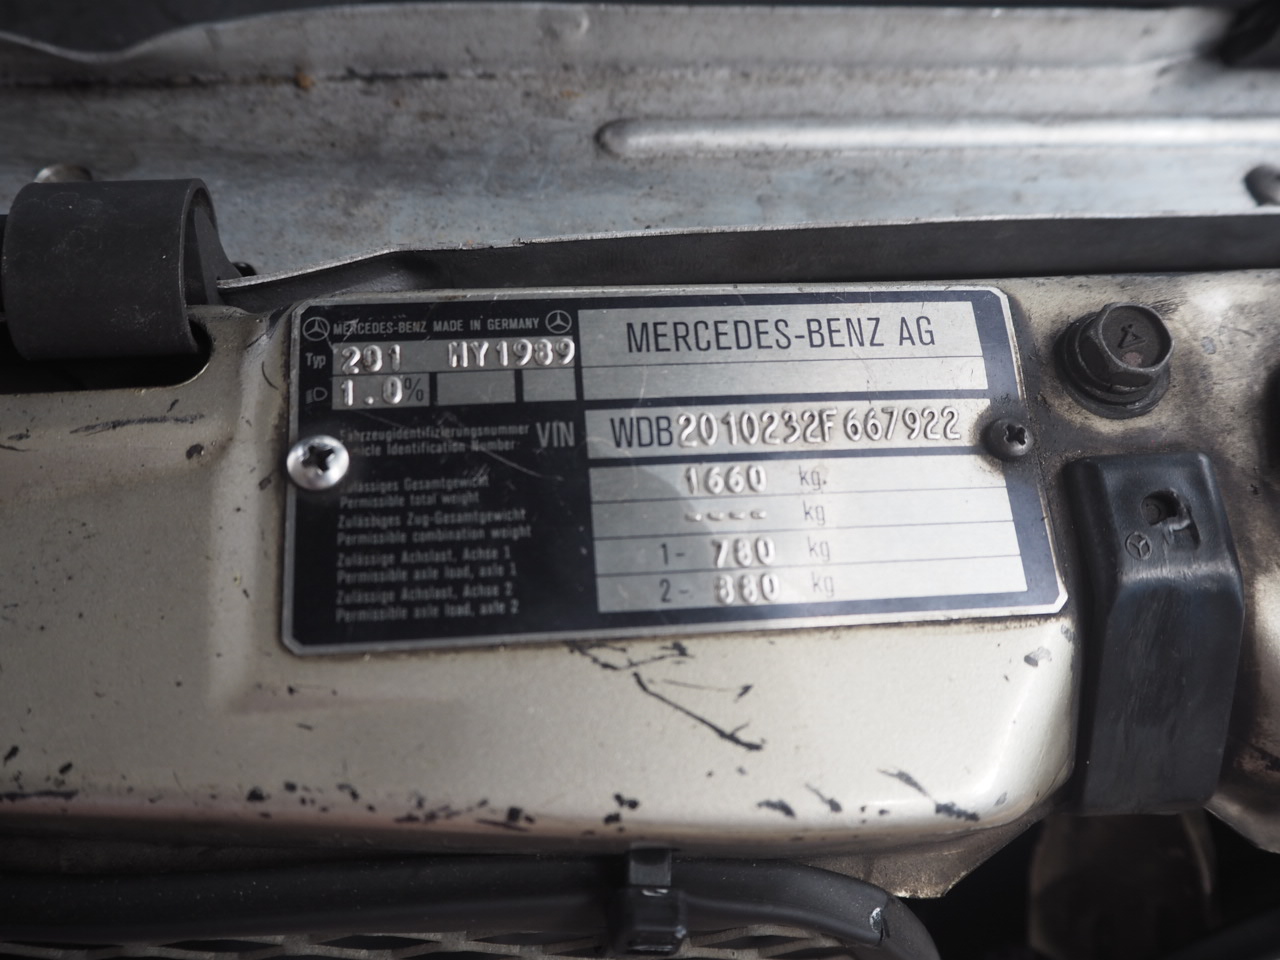 MERCEDES-BENZ MADE IN GERMANY
MERCEDES-BENZ AG
Typ 201 MY1989
1.0%
Fahrzeugidentifizierungsnummer
Vehicle Identification Number
VIN WDB2010232F667922
Zulässiges Gesamtgewicht
Permissible total weight
1660 kg.
Zulässiges Zug-Gesamtgewicht
Permissible combination weight
---- kg
Zulässige Achslast, Achse 1
Permissible axle load, axle 1
1- 780 kg
Zulässige Achslast, Achse 2
Permissible axle load, axle 2
2- 880 kg
4